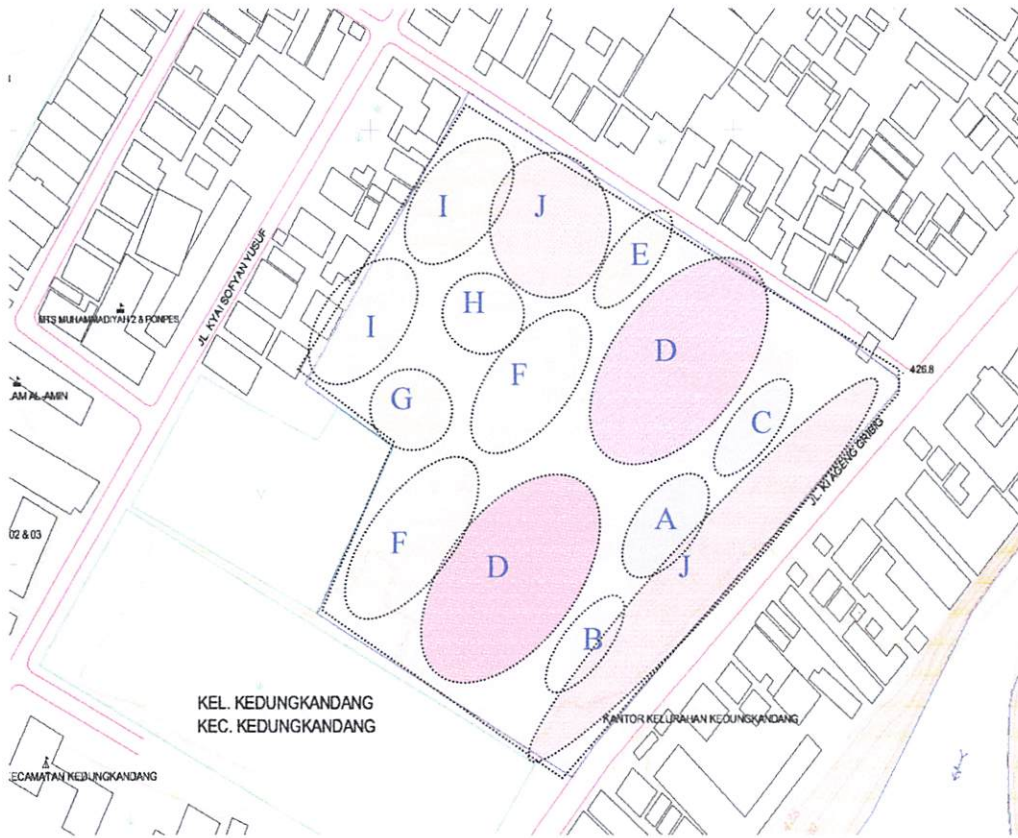 I
J
E
H
D
I
F
G
C
A
F
D
J
B
JL. KYAI SOFYAN YUSUF
MTS MUHAMMADIYAH 2 & PONPES
AM AL-AMIN
02 & 03
426.8
JL. KI AGENG GRIBIG
KEL. KEDUNGKANDANG
KEC. KEDUNGKANDANG
KANTOR KELURAHAN KEDUNGKANDANG
ECAMATAN KEDUNGKANDANG